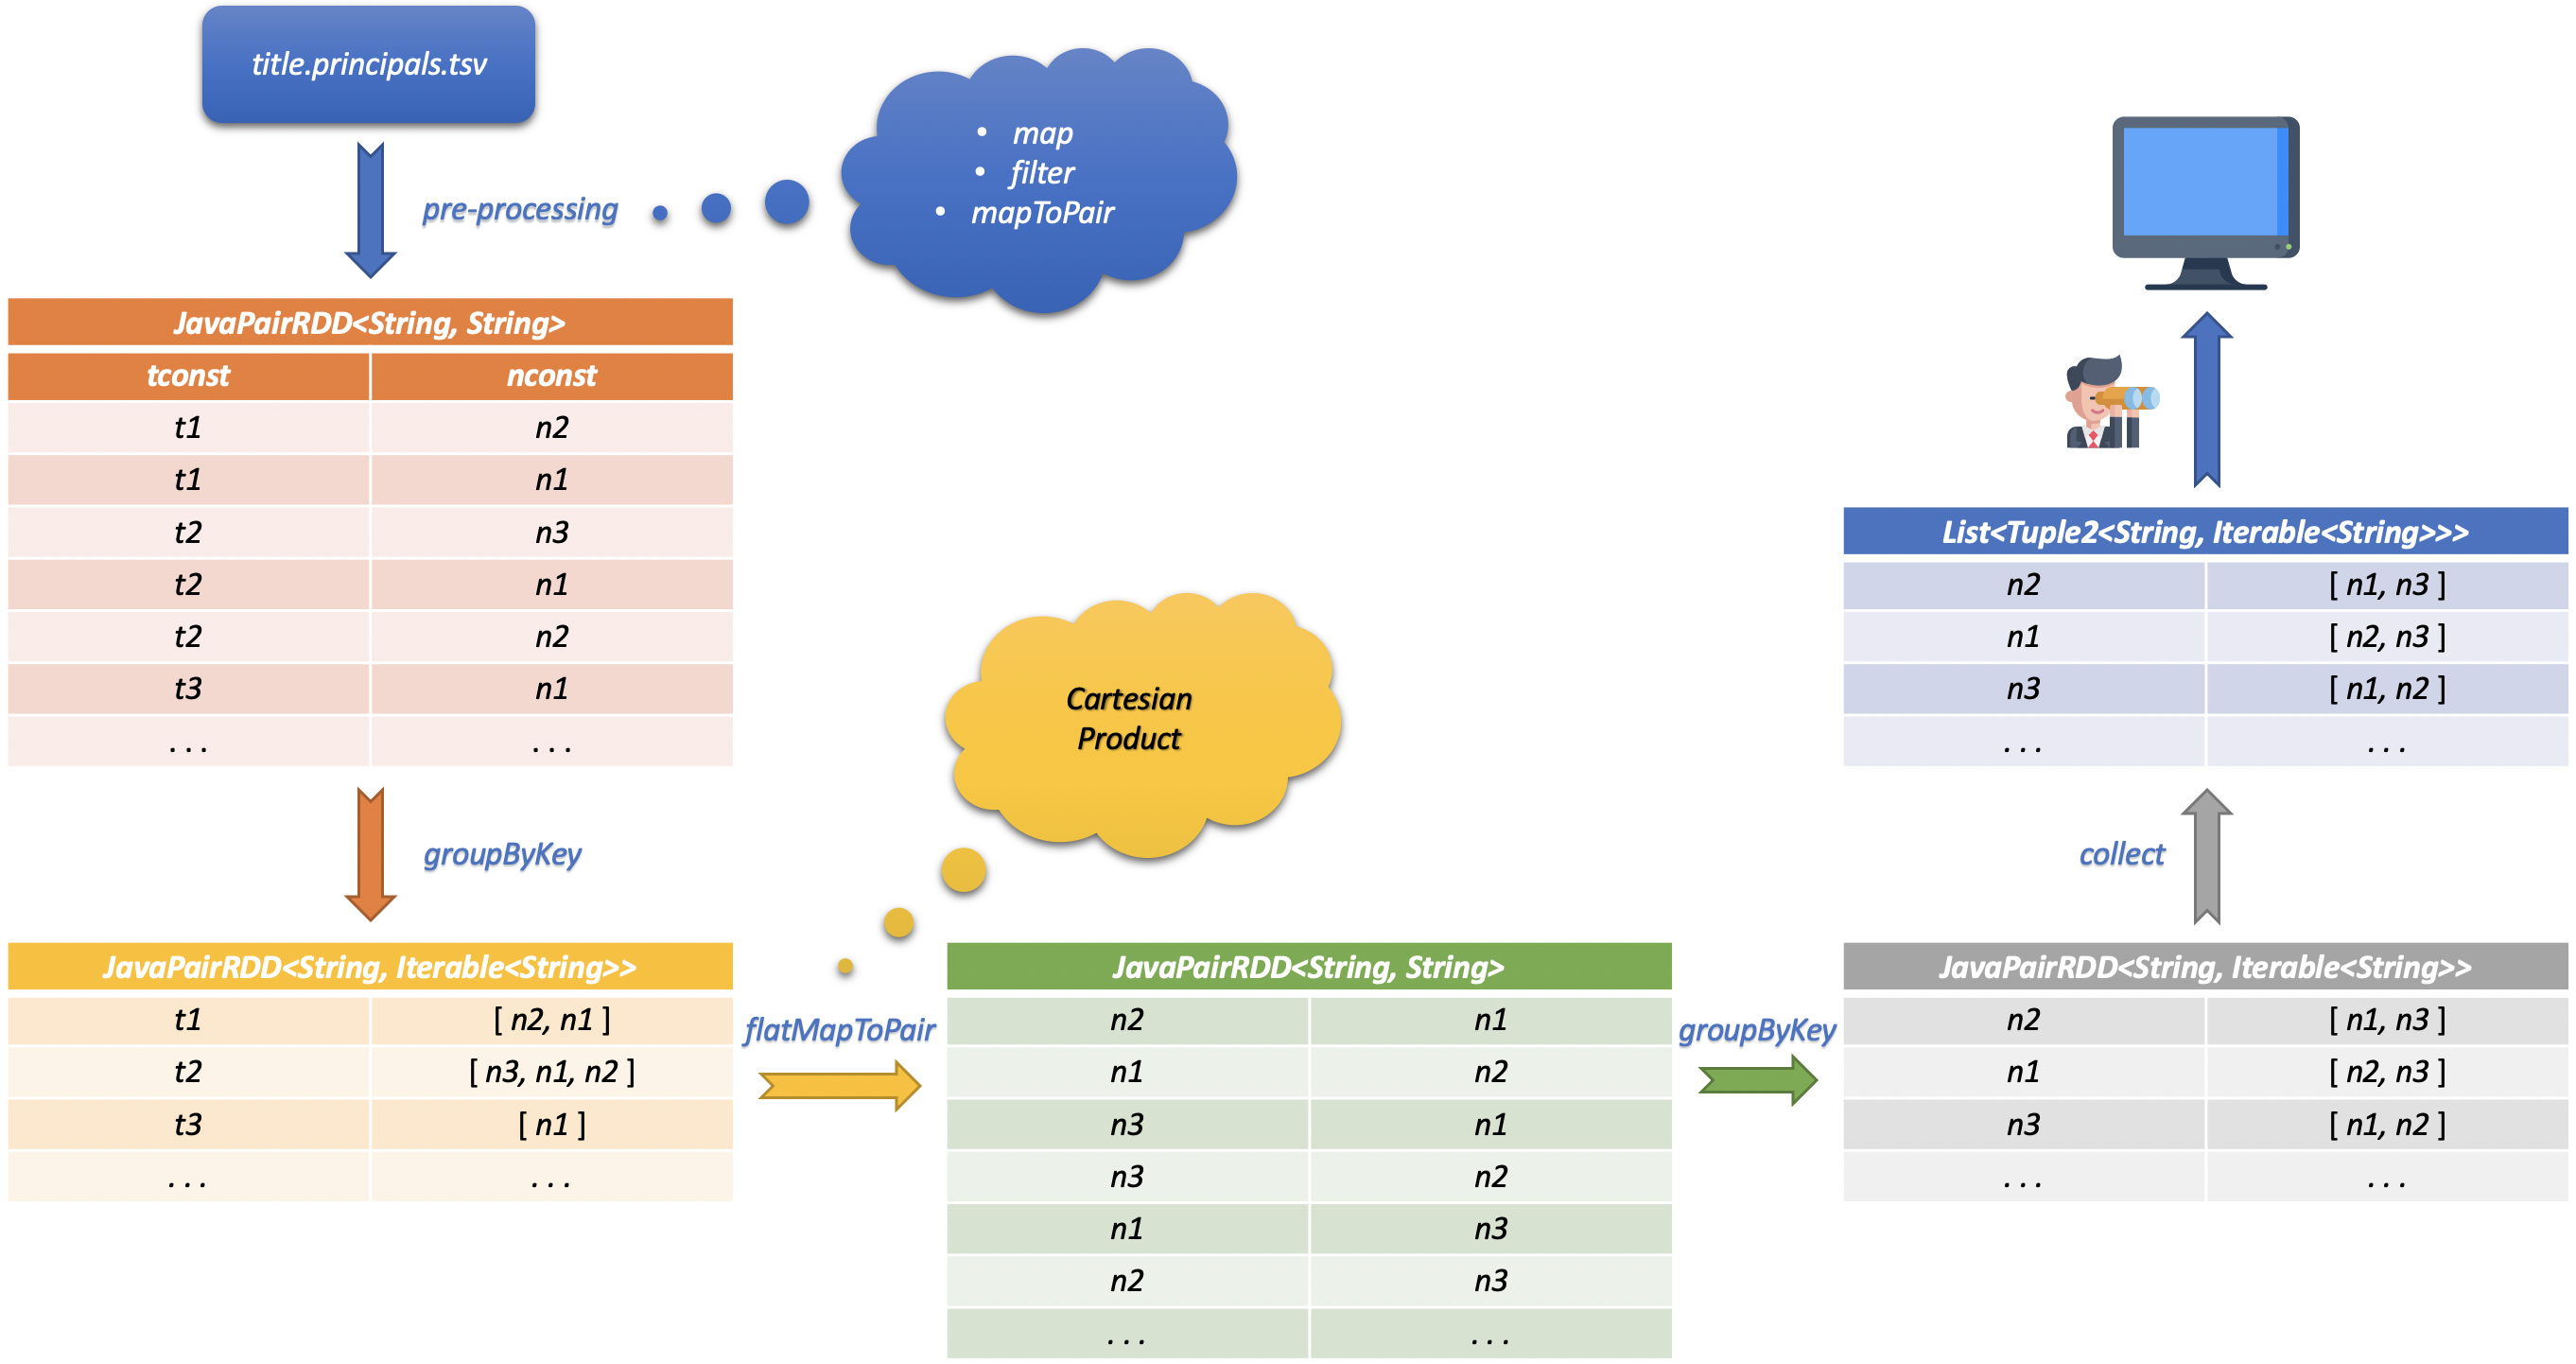 title.principals.tsv
pre-processing
• map
• filter
• mapToPair
JavaPairRDD<String, String>
tconst nconst
t1 n2
t1 n1
t2 n3
t2 n1
t2 n2
t3 n1
. . . . . .
groupByKey
JavaPairRDD<String, Iterable<String>>
t1 [ n2, n1 ]
t2 [ n3, n1, n2 ]
t3 [ n1 ]
. . . . . .
flatMapToPair
Cartesian
Product
JavaPairRDD<String, String>
n2 n1
n1 n2
n3 n1
n3 n2
n1 n3
n2 n3
. . . . . .
groupByKey
JavaPairRDD<String, Iterable<String>>
n2 [ n1, n3 ]
n1 [ n2, n3 ]
n3 [ n1, n2 ]
. . . . . .
collect
List<Tuple2<String, Iterable<String>>>
n2 [ n1, n3 ]
n1 [ n2, n3 ]
n3 [ n1, n2 ]
. . . . . .